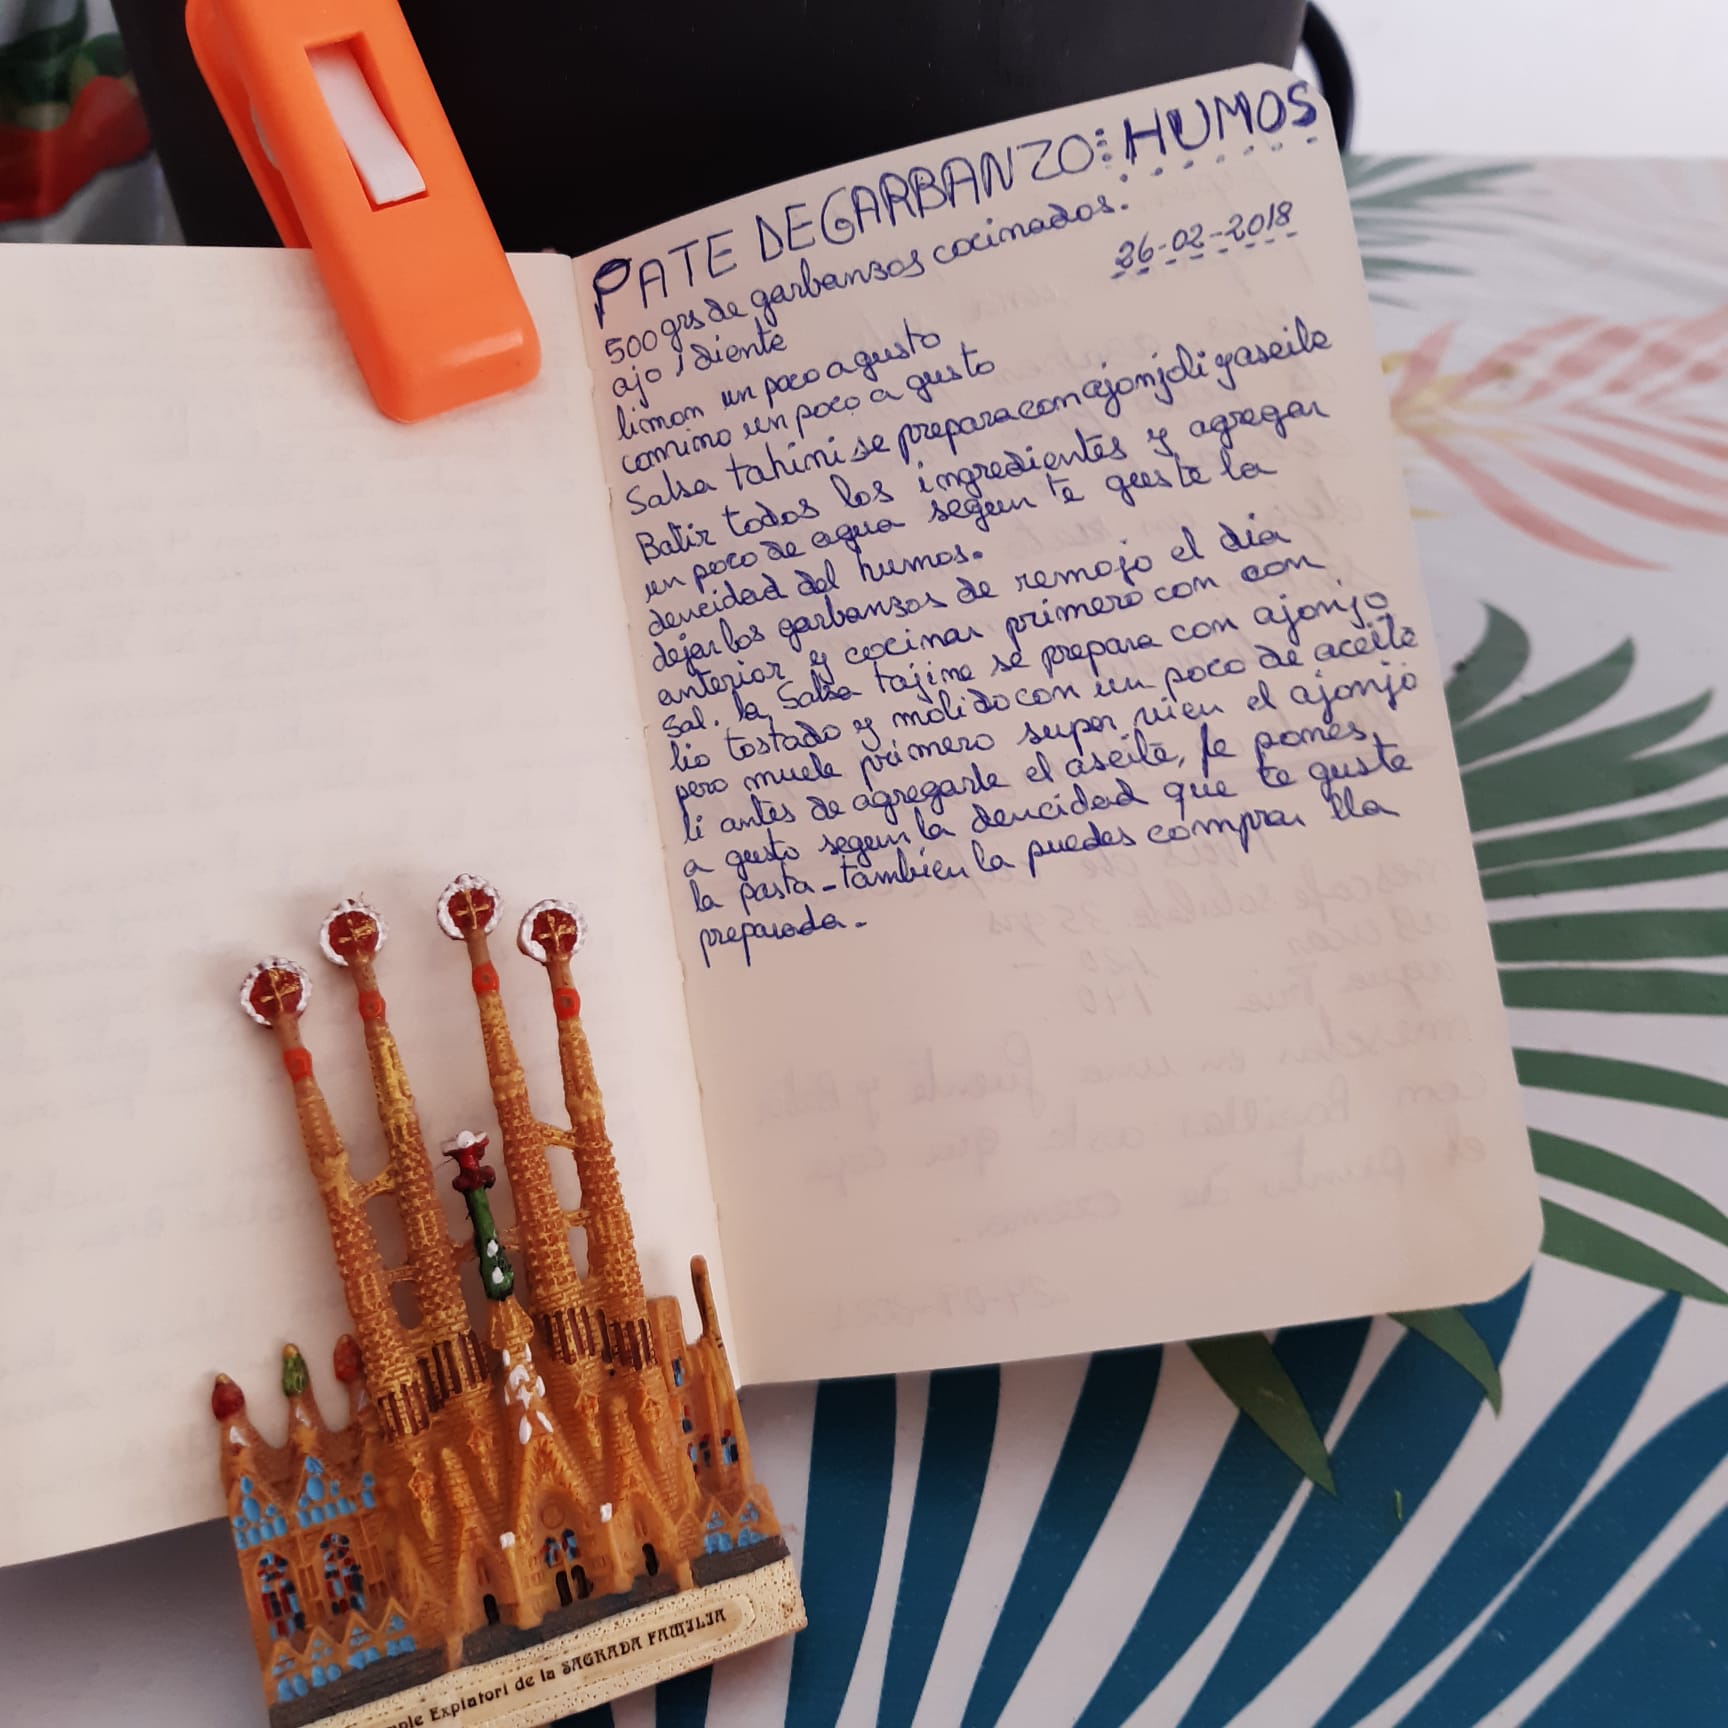 PATE DE GARBANZO: HUMOS
26-02-2018
500 grs de garbansos cocinados.
ajo 1 diente
limon un poco a gusto
comino un poco a gusto
Salsa tahini se prepara con ajonjoli y aseite
Batir todos los ingredientes y agregar
un poco de agua segun te guste la
dencidad del humos.
dejar los garbansos de remojo el dia
anterior y cocinar primero con con
sal. la Salsa tajine se prepara con ajonjo
lio tostado y molido con un poco de aceite
pero muele primero super vien el ajonjo
li antes de agregarle el aseite, le pones
a gusto segun la dencidad que te guste
la pasta - tambien la puedes comprar lla
preparada -
Expiatori de la SAGRADA FAMILIA